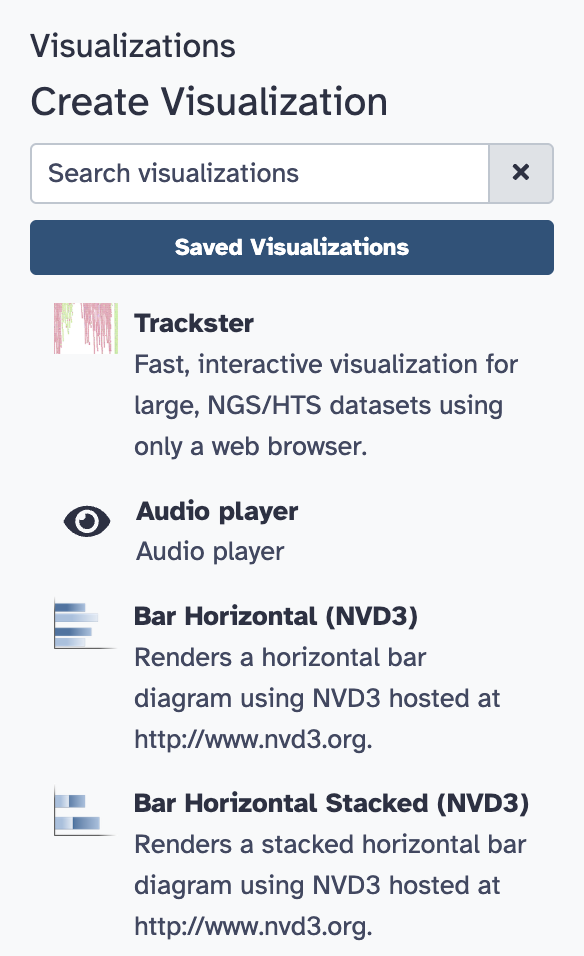 Visualizations
Create Visualization
Search visualizations
Saved Visualizations
Trackster
Fast, interactive visualization for
large, NGS/HTS datasets using
only a web browser.
Audio player
Audio player
Bar Horizontal (NVD3)
Renders a horizontal bar
diagram using NVD3 hosted at
http://www.nvd3.org.
Bar Horizontal Stacked (NVD3)
Renders a stacked horizontal bar
diagram using NVD3 hosted at
http://www.nvd3.org.